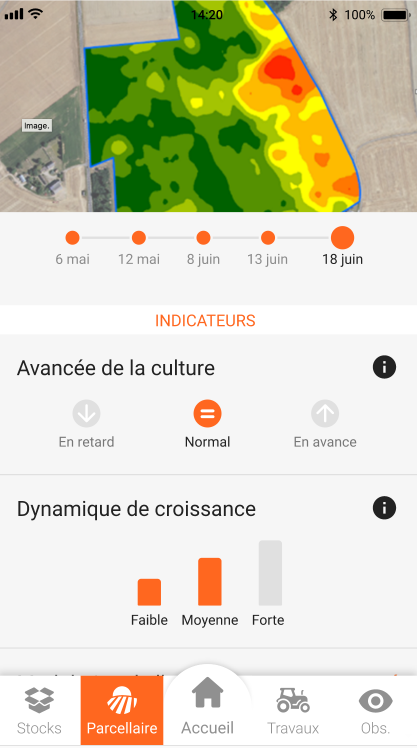 14:20
100%
Image.
6 mai 12 mai 8 juin 13 juin 18 juin
INDICATEURS
Avancée de la culture
En retard Normal En avance
Dynamique de croissance
Faible Moyenne Forte
Stocks Parcellaire Accueil Travaux Obs.